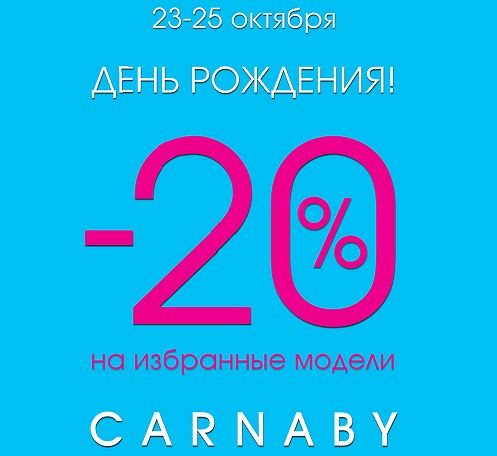 23-25 октября
ДЕНЬ РОЖДЕНИЯ!
-20%
на избранные модели
CARNABY